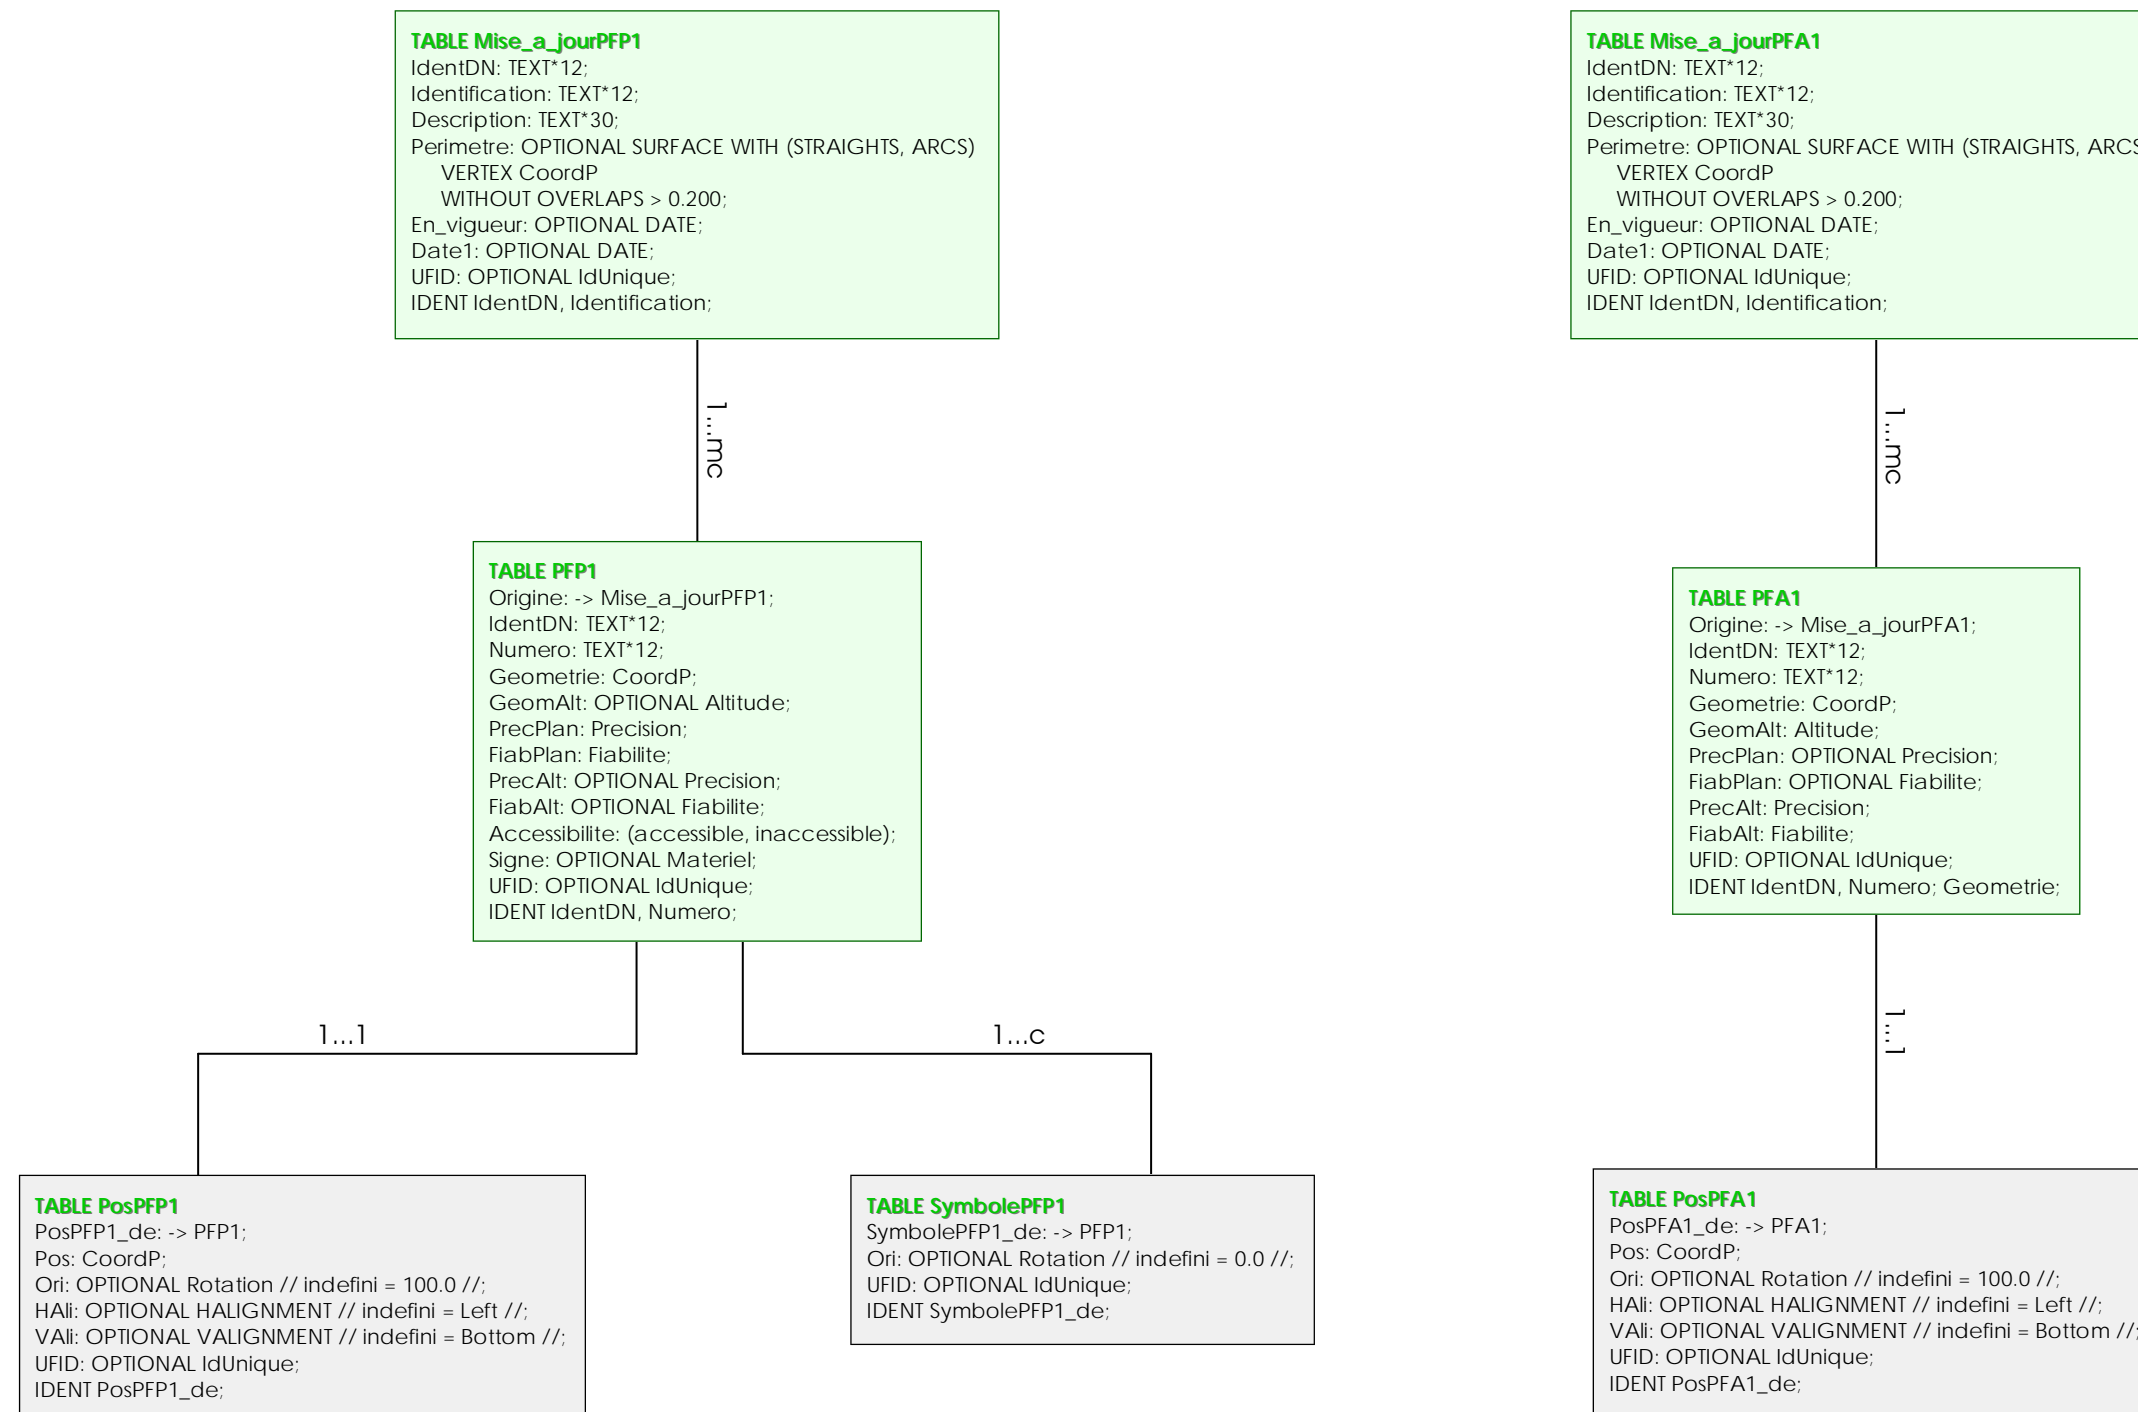 TABLE Mise_a_jourPFP1
IdentDN: TEXT*12;
Identification: TEXT*12;
Description: TEXT*30;
Perimetre: OPTIONAL SURFACE WITH (STRAIGHTS, ARCS)
VERTEX CoordP
WITHOUT OVERLAPS > 0.200;
En_vigueur: OPTIONAL DATE;
Date1: OPTIONAL DATE;
UFID: OPTIONAL IdUnique;
IDENT IdentDN, Identification;
1...mc
TABLE PFP1
Origine: -> Mise_a_jourPFP1;
IdentDN: TEXT*12;
Numero: TEXT*12;
Geometrie: CoordP;
GeomAlt: OPTIONAL Altitude;
PrecPlan: Precision;
FiabPlan: Fiabilite;
PrecAlt: OPTIONAL Precision;
FiabAlt: OPTIONAL Fiabilite;
Accessibilite: (accessible, inaccessible);
Signe: OPTIONAL Materiel;
UFID: OPTIONAL IdUnique;
IDENT IdentDN, Numero;
1...1
1...c
TABLE PosPFP1
PosPFP1_de: -> PFP1;
Pos: CoordP;
Ori: OPTIONAL Rotation // indefini = 100.0 //;
HAli: OPTIONAL HALIGNMENT // indefini = Left //;
VAli: OPTIONAL VALIGNMENT // indefini = Bottom //;
UFID: OPTIONAL IdUnique;
IDENT PosPFP1_de;
TABLE SymbolePFP1
SymbolePFP1_de: -> PFP1;
Ori: OPTIONAL Rotation // indefini = 0.0 //;
UFID: OPTIONAL IdUnique;
IDENT SymbolePFP1_de;
TABLE Mise_a_jourPFA1
IdentDN: TEXT*12;
Identification: TEXT*12;
Description: TEXT*30;
Perimetre: OPTIONAL SURFACE WITH (STRAIGHTS, ARCS
VERTEX CoordP
WITHOUT OVERLAPS > 0.200;
En_vigueur: OPTIONAL DATE;
Date1: OPTIONAL DATE;
UFID: OPTIONAL IdUnique;
IDENT IdentDN, Identification;
1...mc
TABLE PFA1
Origine: -> Mise_a_jourPFA1;
IdentDN: TEXT*12;
Numero: TEXT*12;
Geometrie: CoordP;
GeomAlt: Altitude;
PrecPlan: OPTIONAL Precision;
FiabPlan: OPTIONAL Fiabilite;
PrecAlt: Precision;
FiabAlt: Fiabilite;
UFID: OPTIONAL IdUnique;
IDENT IdentDN, Numero; Geometrie;
1...1
TABLE PosPFA1
PosPFA1_de: -> PFA1;
Pos: CoordP;
Ori: OPTIONAL Rotation // indefini = 100.0 //;
HAli: OPTIONAL HALIGNMENT // indefini = Left //;
VAli: OPTIONAL VALIGNMENT // indefini = Bottom //;
UFID: OPTIONAL IdUnique;
IDENT PosPFA1_de;